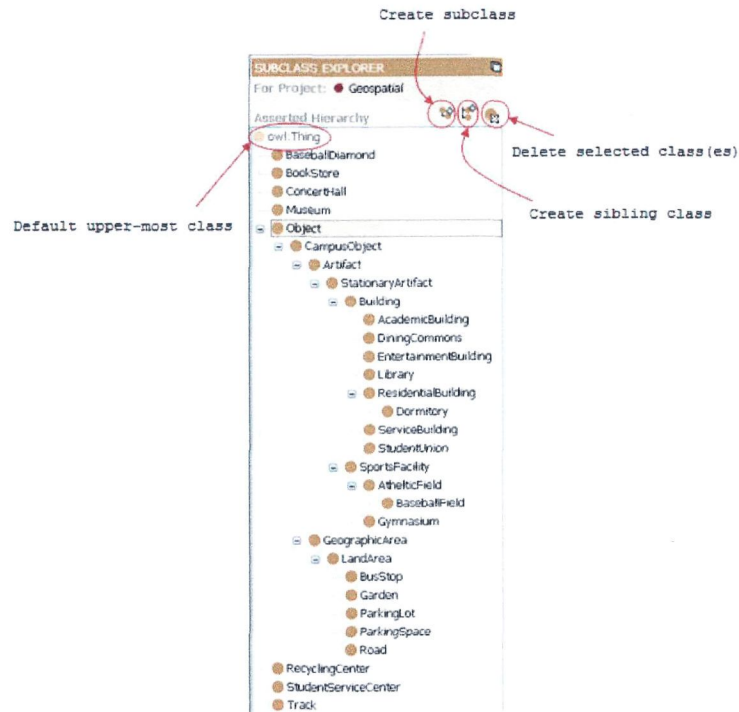 Create subclass
SUBCLASS EXPLORER
For Project: Geospatial
Asserted Hierarchy
owl:Thing
Delete selected class(es)
BaseballDiamond
BookStore
ConcertHall
Create sibling class
Museum
Default upper-most class
Object
CampusObject
Artifact
StationaryArtifact
Building
AcademicBuilding
DiningCommons
EntertainmentBuilding
Library
ResidentialBuilding
Dormitory
ServiceBuilding
StudentUnion
SportsFacility
AthelticField
BaseballField
Gymnasium
GeographicArea
LandArea
BusStop
Garden
ParkingLot
ParkingSpace
Road
RecyclingCenter
StudentServiceCenter
Track